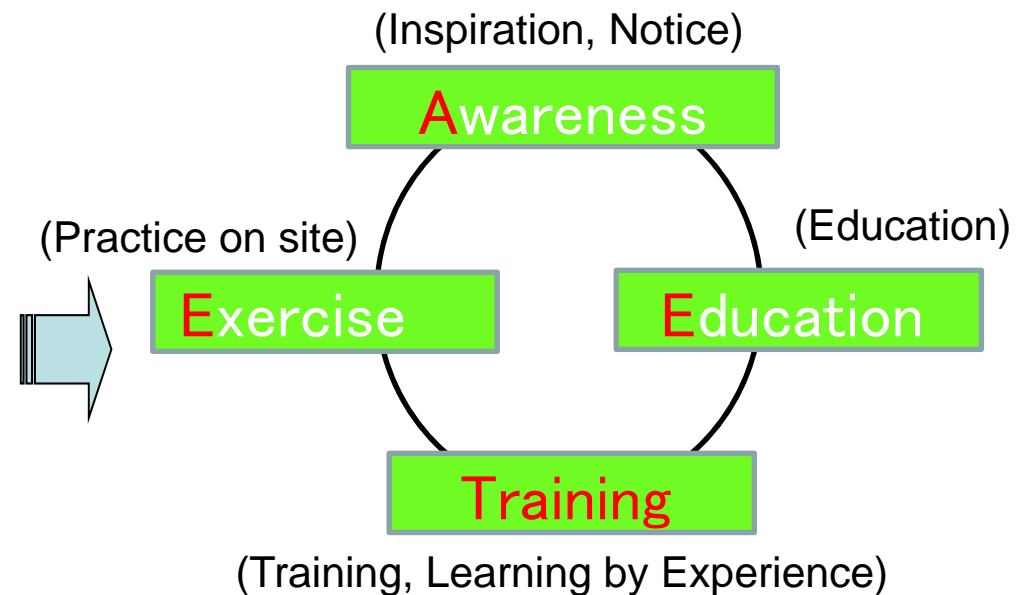 (Inspiration, Notice)
Awareness
(Practice on site)
(Education)
Exercise
Education
Training
(Training, Learning by Experience)